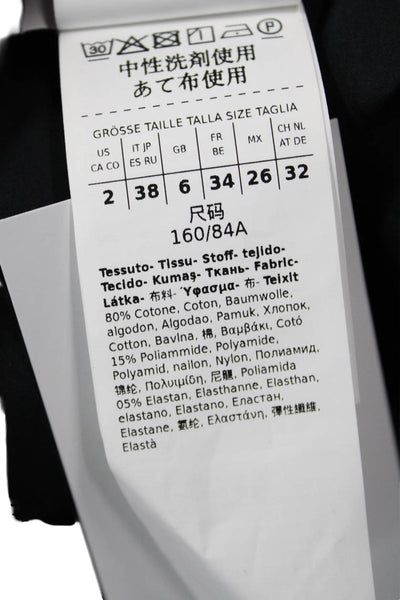 30 P
中性洗剤使用
あて布使用
GRÖSSE TAILLE TALLA SIZE TAGLIA
US IT JP GB FR MX CH NL
CA CO ES RU BE AT DE
2 38 6 34 26 32
尺码
160/84A
Tessuto- Tissu- Stoff- tejido-
Tecido- Kumaş- Ткань- Fabric-
Látka- 布料- Ύφασμα- 布- Teixit
80% Cotone, Coton, Baumwolle,
algodon, Algodao, Pamuk, Хлопок,
Cotton, Bavlna, 棉, Βαμβάκι, Cotó
15% Poliammide, Polyamide,
Polyamid, nailon, Nylon, Полиамид,
锦纶, Πολυιμίδη, 尼龍, Poliamida
05% Elastan, Elasthanne, Elasthan,
elastano, Elastano, Еластан,
Elastane, 氨纶, Ελαστάνη, 彈性纖維,
Elastà